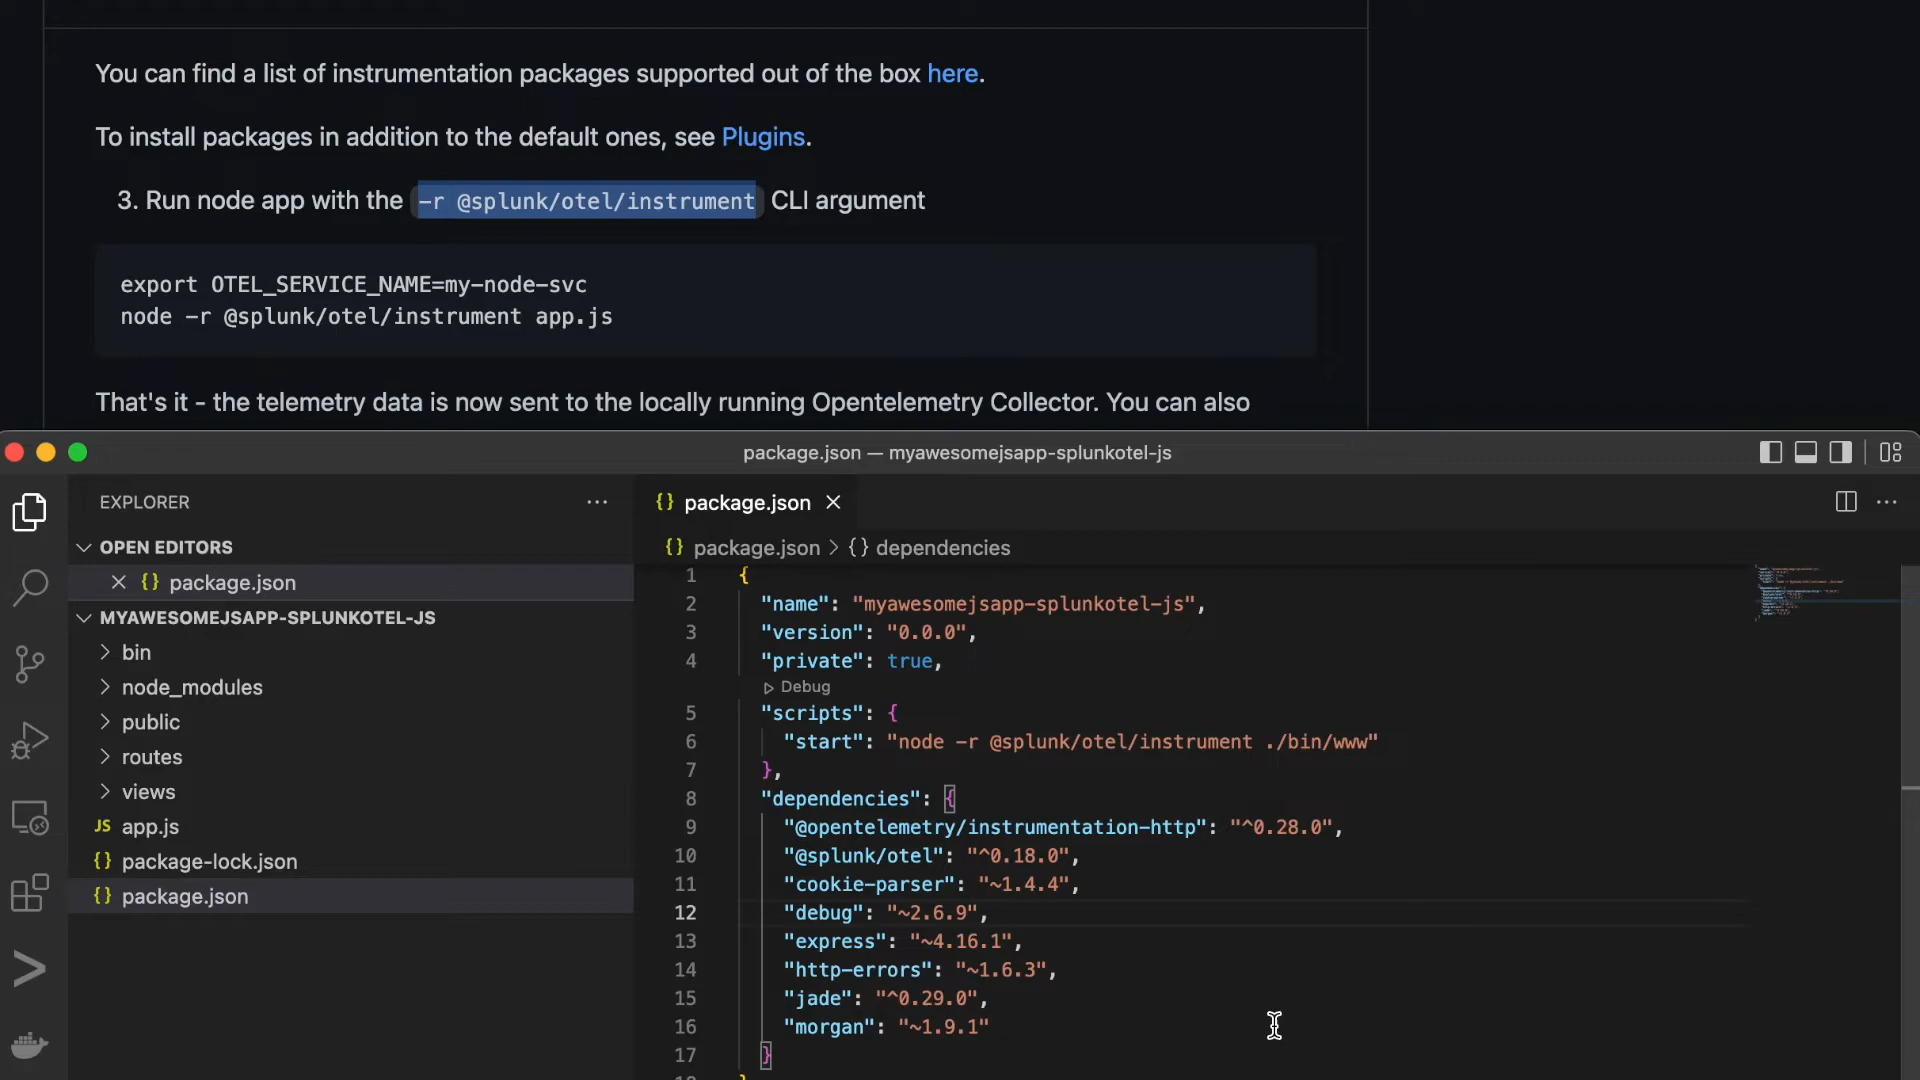 You can find a list of instrumentation packages supported out of the box here.
To install packages in addition to the default ones, see Plugins.
3. Run node app with the -r @splunk/otel/instrument CLI argument
export OTEL_SERVICE_NAME=my-node-svc
node -r @splunk/otel/instrument app.js
That's it - the telemetry data is now sent to the locally running Opentelemetry Collector. You can also
package.json — myawesomejsapp-splunkotel-js
EXPLORER
OPEN EDITORS
{} package.json
MYAWESOMEJSAPP-SPLUNKOTEL-JS
bin
node_modules
public
routes
views
JS app.js
{} package-lock.json
{} package.json
{} package.json
{} package.json > {} dependencies
1 {
2 "name": "myawesomejsapp-splunkotel-js",
3 "version": "0.0.0",
4 "private": true,
Debug
5 "scripts": {
6 "start": "node -r @splunk/otel/instrument ./bin/www"
7 },
8 "dependencies": {
9 "@opentelemetry/instrumentation-http": "^0.28.0",
10 "@splunk/otel": "^0.18.0",
11 "cookie-parser": "~1.4.4",
12 "debug": "~2.6.9",
13 "express": "~4.16.1",
14 "http-errors": "~1.6.3",
15 "jade": "^0.29.0",
16 "morgan": "~1.9.1"
17 }